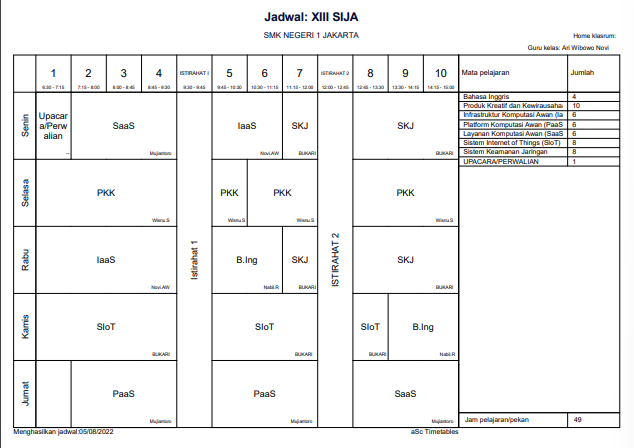 Jadwal: XIII SIJA
SMK NEGERI 1 JAKARTA
Home klasrum:
Guru kelas: Ari Wibowo Novi
1 2 3 4 ISTIRAHAT I 5 6 7 ISTIRAHAT 2 8 9 10 Mata pelajaran Jumlah
6:30 - 7:15 7:15 - 8:00 8:00 - 8:45 8:45 - 9:30 9:30 - 9:45 9:45 - 10:30 10:30 - 11:15 11:15 - 12:00 12:00 - 12:45 12:45 - 13:30 13:30 - 14:15 14:15 - 15:00
Senin
Upacar
a/Perw
alian
--
SaaS
Mujiantoro
IaaS
Novi.AW
SKJ
BUKARI
SKJ
BUKARI
Selasa
PKK
Wisnu.S
PKK
Wisnu.S
PKK
Wisnu.S
PKK
Wisnu.S
Rabu
IaaS
Novi.AW
Istirahat 1
B.Ing
Nabil.R
SKJ
BUKARI
ISTIRAHAT 2
SKJ
BUKARI
Kamis
SIoT
BUKARI
SIoT
BUKARI
SIoT
BUKARI
B.Ing
Nabil.R
Jumat
PaaS
Mujiantoro
PaaS
Mujiantoro
SaaS
Mujiantoro
Bahasa Inggris 4
Produk Kreatif dan Kewirausaha 10
Infrastruktur Komputasi Awan (Ia 6
Platform Komputasi Awan (PaaS 6
Layanan Komputasi Awan (SaaS 6
Sistem Internet of Things (SIoT) 8
Sistem Keamanan Jaringan 8
UPACARA/PERWALIAN 1
Jam pelajaran/pekan 49
Menghasilkan jadwal:05/08/2022
aSc Timetables